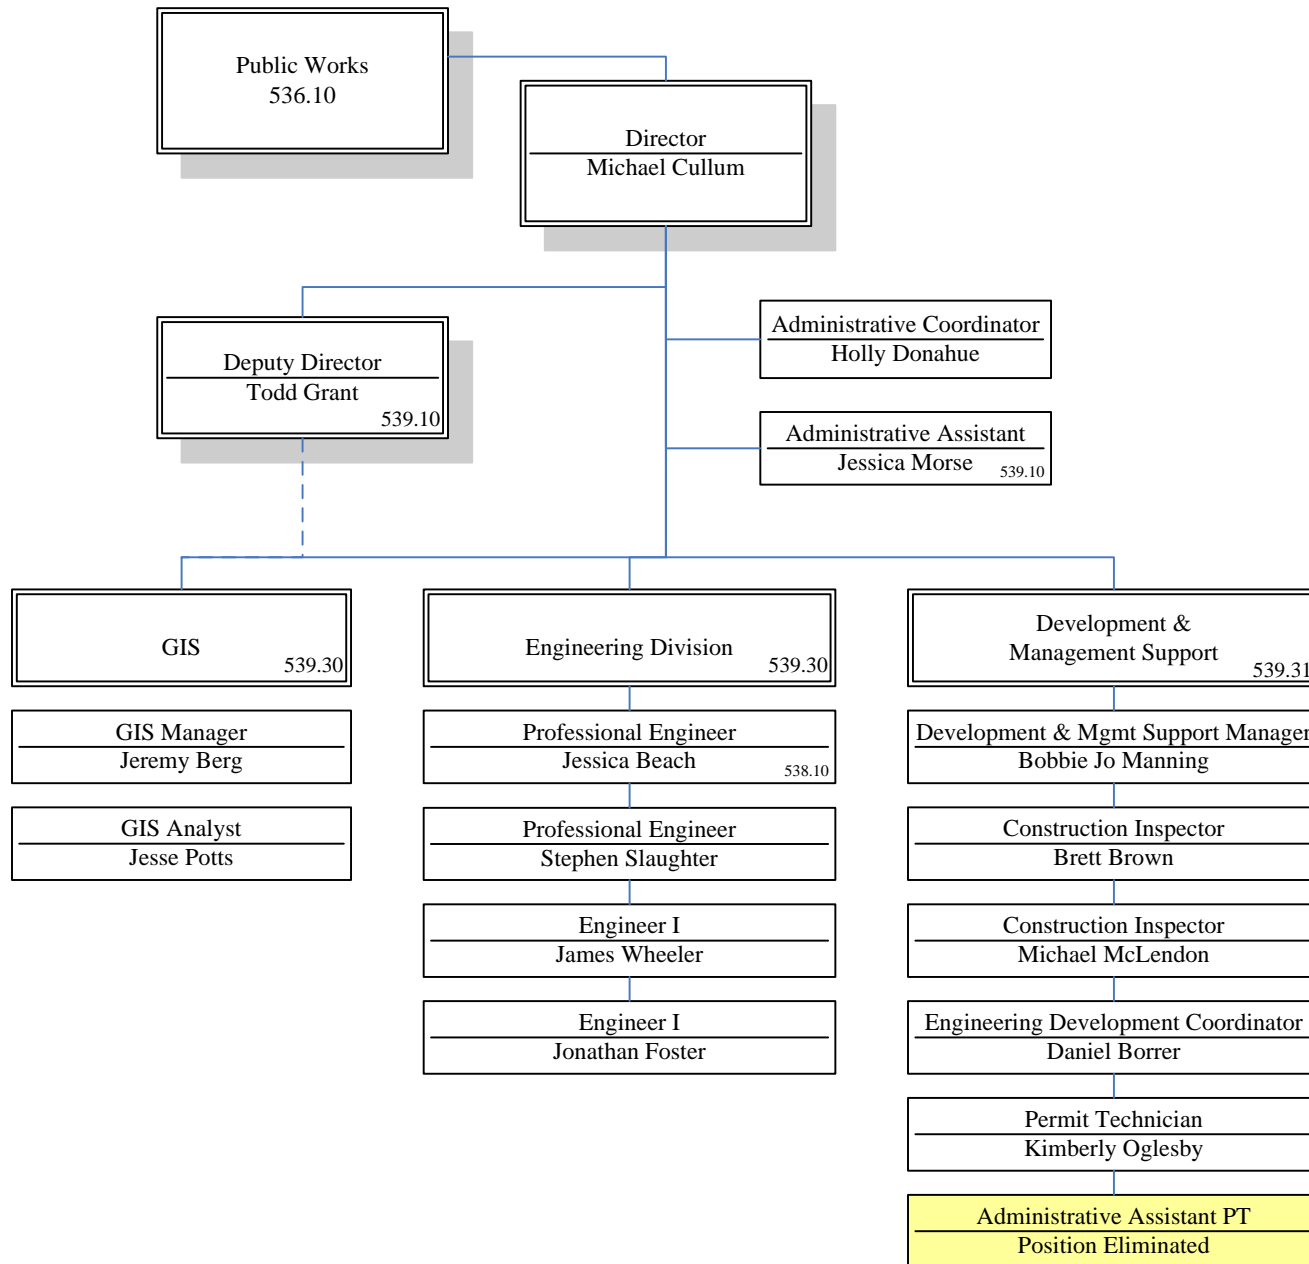 Public Works
536.10
Director
Michael Cullum
Deputy Director
Todd Grant
539.10
Administrative Coordinator
Holly Donahue
Administrative Assistant
Jessica Morse
539.10
GIS
539.30
GIS Manager
Jeremy Berg
GIS Analyst
Jesse Potts
Engineering Division
539.30
Professional Engineer
Jessica Beach
538.10
Professional Engineer
Stephen Slaughter
Engineer I
James Wheeler
Engineer I
Jonathan Foster
Development &
Management Support
539.31
Development & Mgmt Support Manager
Bobbie Jo Manning
Construction Inspector
Brett Brown
Construction Inspector
Michael McLendon
Engineering Development Coordinator
Daniel Borrer
Permit Technician
Kimberly Oglesby
Administrative Assistant PT
Position Eliminated